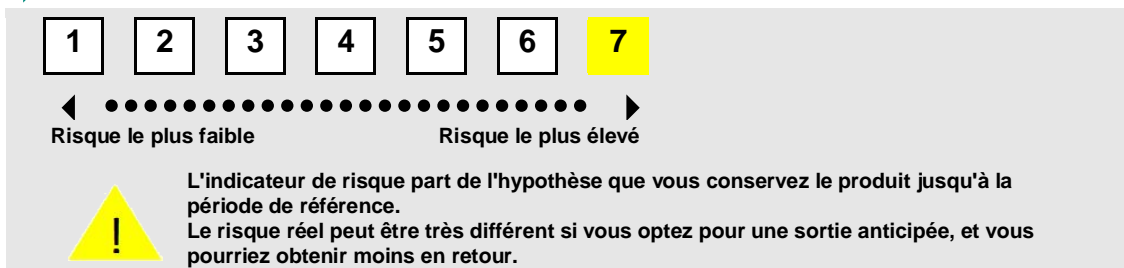 1 2 3 4 5 6 7
Risque le plus faible Risque le plus élevé
L'indicateur de risque part de l'hypothèse que vous conservez le produit jusqu'à la
période de référence.
Le risque réel peut être très différent si vous optez pour une sortie anticipée, et vous
pourriez obtenir moins en retour.
!